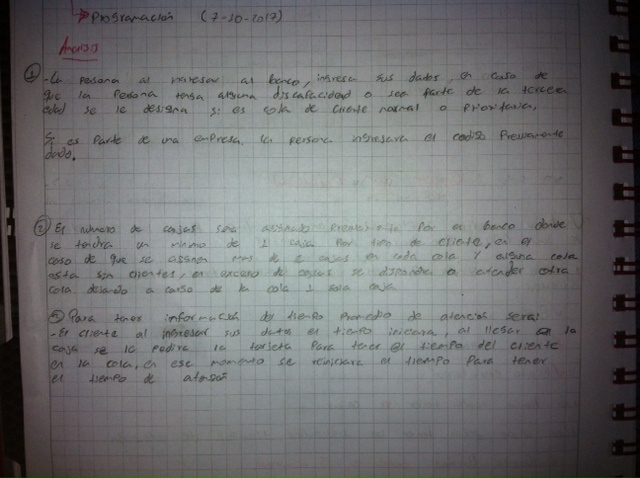 Programación (7-10-2017)
Analisis
① - La persona al ingresar al banco, ingresa sus datos, en caso de
que la Persona tenga alguna discapacidad o sea parte de la tercera
edad se le designa si es cola de cliente normal o Prioritaria.
Si es Parte de una empresa, la persona ingresara el codigo Previamente
dado.
② El numero de cajas sera asignado Previamente Por el banco donde
se tendra un minimo de 1 caja Por tipo de cliente, en el
caso de que se asignen mas de 2 cajas en cada cola y alguna cola
esta sin clientes, en exceso de cajas se dispondra a atender otra
cola dejando a cargo de la cola 1 sola caja
③ Para tener informacion de tiempo Promedio de atencion sera:
- El cliente al ingresar sus datos el tiempo iniciara, al llegar a la
caja se le pedira la tarjeta Para tener el tiempo del cliente
en la cola, en ese momento se reiniciara el tiempo Para tener
el tiempo de atension